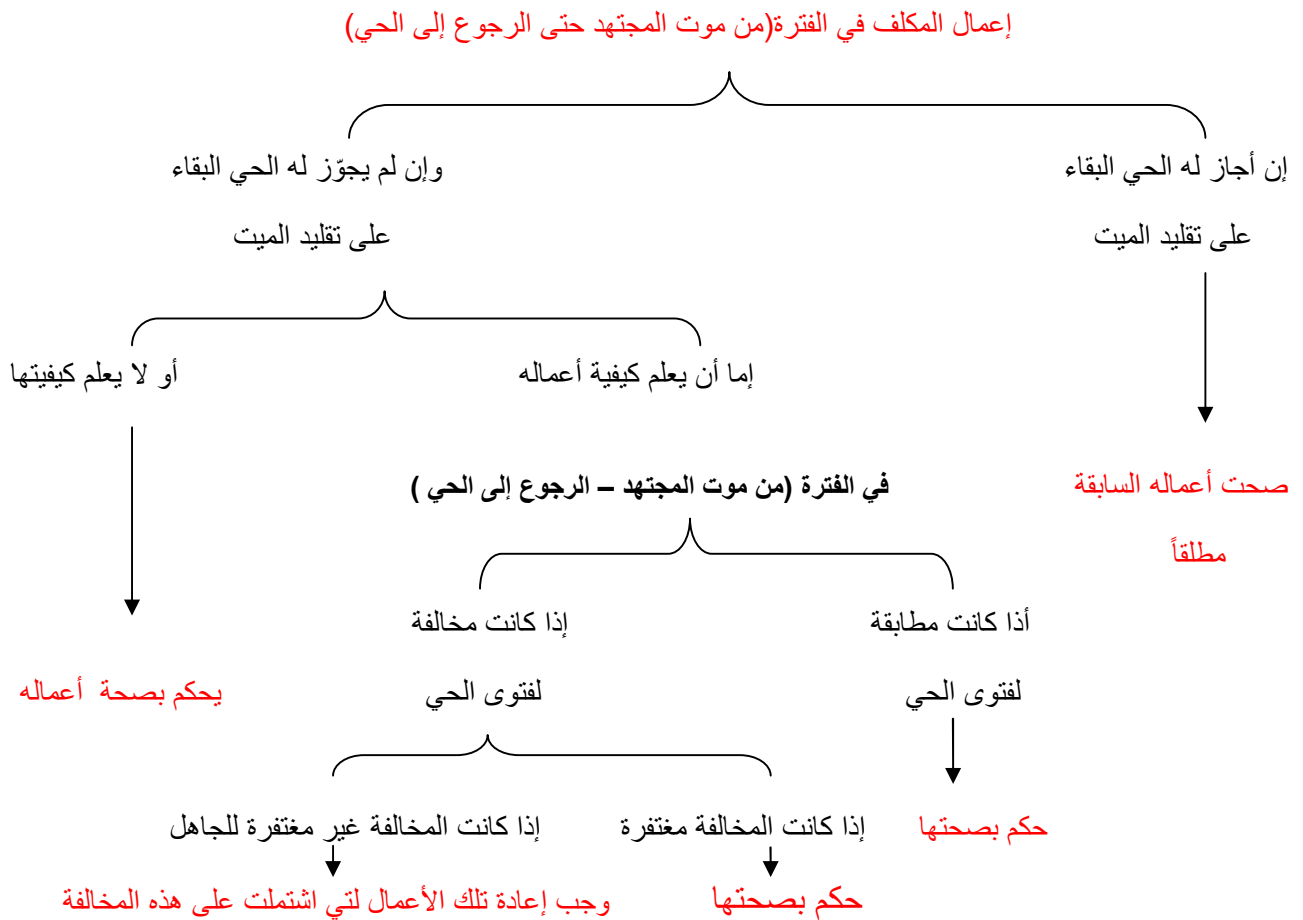 إعمال المكلف في الفترة(من موت المجتهد حتى الرجوع إلى الحي)
إن أجاز له الحي البقاء
على تقليد الميت
وإن لم يجوّز له الحي البقاء
على تقليد الميت
إما أن يعلم كيفية أعماله
أو لا يعلم كيفيتها
صحت أعماله السابقة
مطلقاً
في الفترة (من موت المجتهد – الرجوع إلى الحي )
أذا كانت مطابقة
لفتوى الحي
إذا كانت مخالفة
لفتوى الحي
يحكم بصحة أعماله
حكم بصحتها
إذا كانت المخالفة مغتفرة
إذا كانت المخالفة غير مغتفرة للجاهل
حكم بصحتها
وجب إعادة تلك الأعمال لتي اشتملت على هذه المخالفة